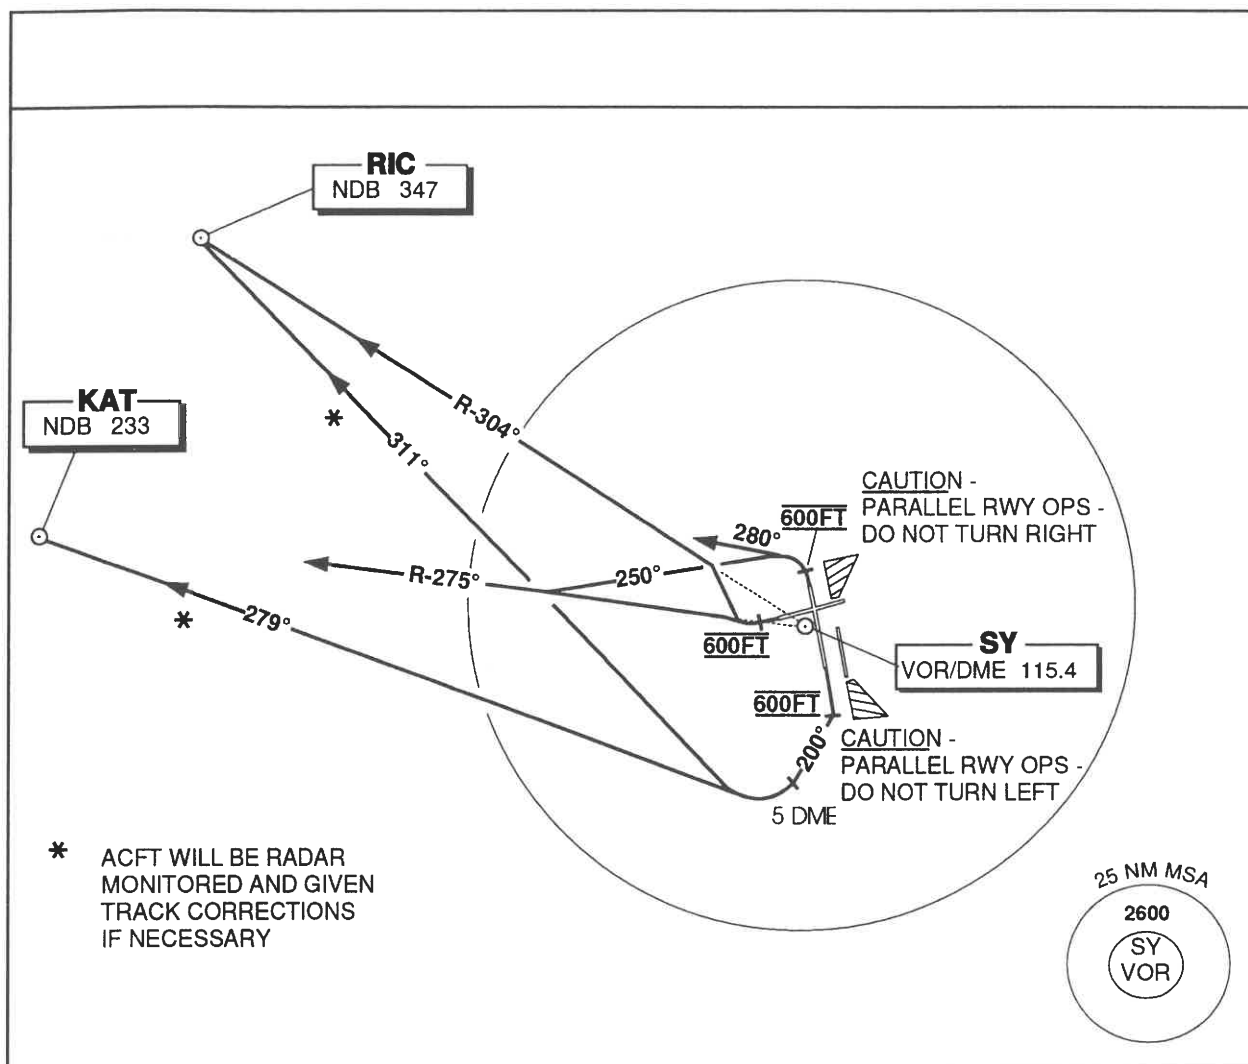 RIC
NDB 347
KAT
NDB 233
R-304°
*
311°
CAUTION -
PARALLEL RWY OPS -
DO NOT TURN RIGHT
600FT
280°
250°
R-275°
279°
*
600FT
SY
VOR/DME 115.4
600FT
200°
CAUTION -
PARALLEL RWY OPS -
DO NOT TURN LEFT
5 DME
* ACFT WILL BE RADAR
MONITORED AND GIVEN
TRACK CORRECTIONS
IF NECESSARY
25 NM MSA
2600
SY
VOR